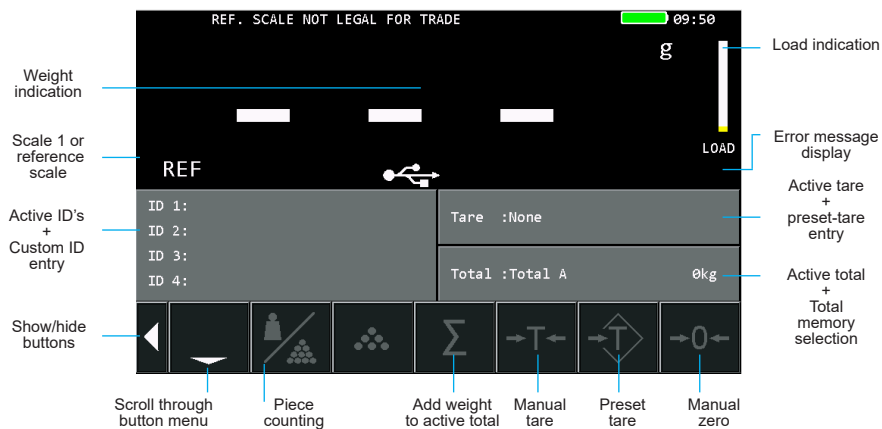 REF. SCALE NOT LEGAL FOR TRADE
09:50
g
Load indication
Weight
indication
LOAD
Scale 1 or
reference
scale
REF
Error message
display
Active ID's
+
Custom ID
entry
ID 1:
ID 2:
ID 3:
ID 4:
Tare :None
Active tare
+
preset-tare
entry
Total :Total A 0kg
Active total
+
Total
memory
selection
Show/hide
buttons
Σ
→T←
→T
→0←
Scroll through
button menu
Piece
counting
Add weight
to active total
Manual
tare
Preset
tare
Manual
zero